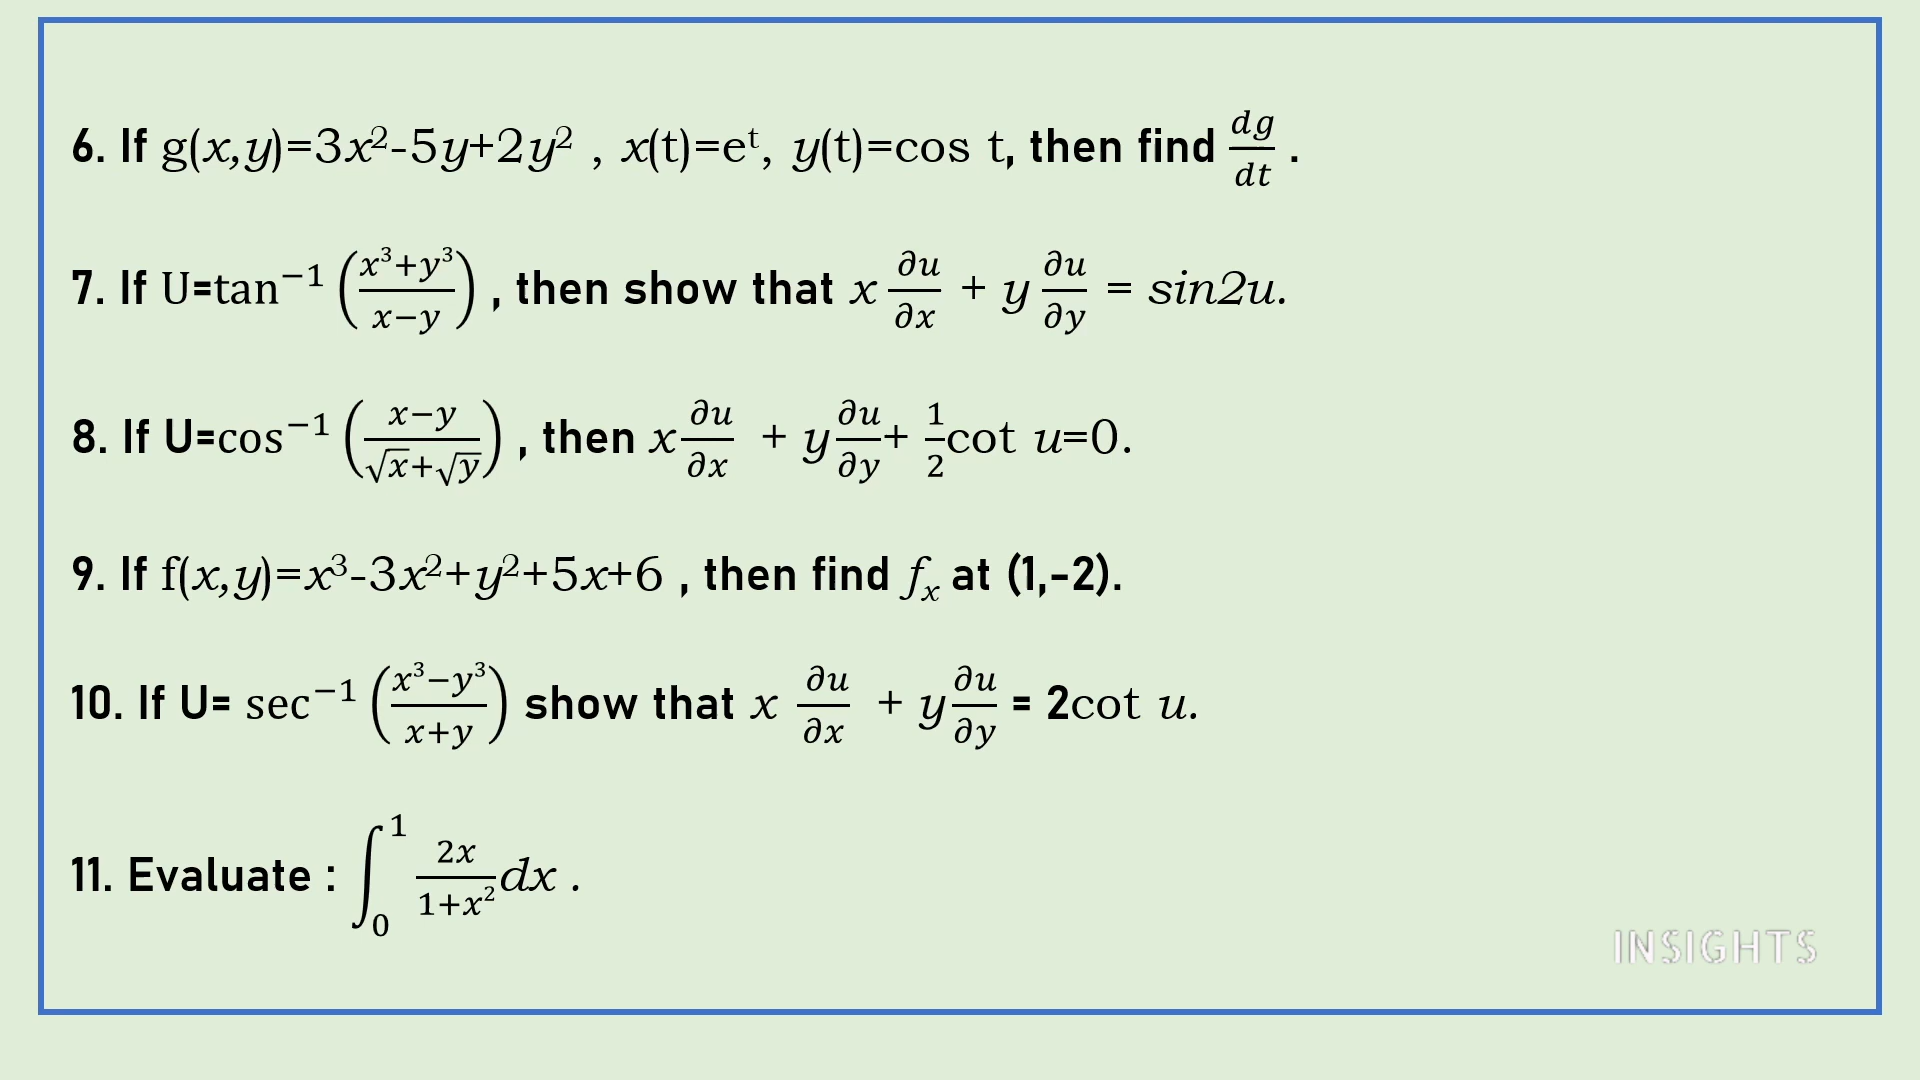 6. If g(x,y)=3x²-5y+2y² , x(t)=eᵗ, y(t)=cos t, then find dg/dt .
7. If U=tan⁻¹ ((x³+y³)/(x−y)) , then show that x ∂u/∂x + y ∂u/∂y = sin2u.
8. If U=cos⁻¹ ((x−y)/(√x+√y)) , then x ∂u/∂x + y ∂u/∂y + 1/2 cot u=0.
9. If f(x,y)=x³-3x²+y²+5x+6 , then find fₓ at (1,-2).
10. If U= sec⁻¹ ((x³−y³)/(x+y)) show that x ∂u/∂x + y ∂u/∂y = 2cot u.
11. Evaluate : ∫₀¹ 2x/(1+x²) dx .
INSIGHTS